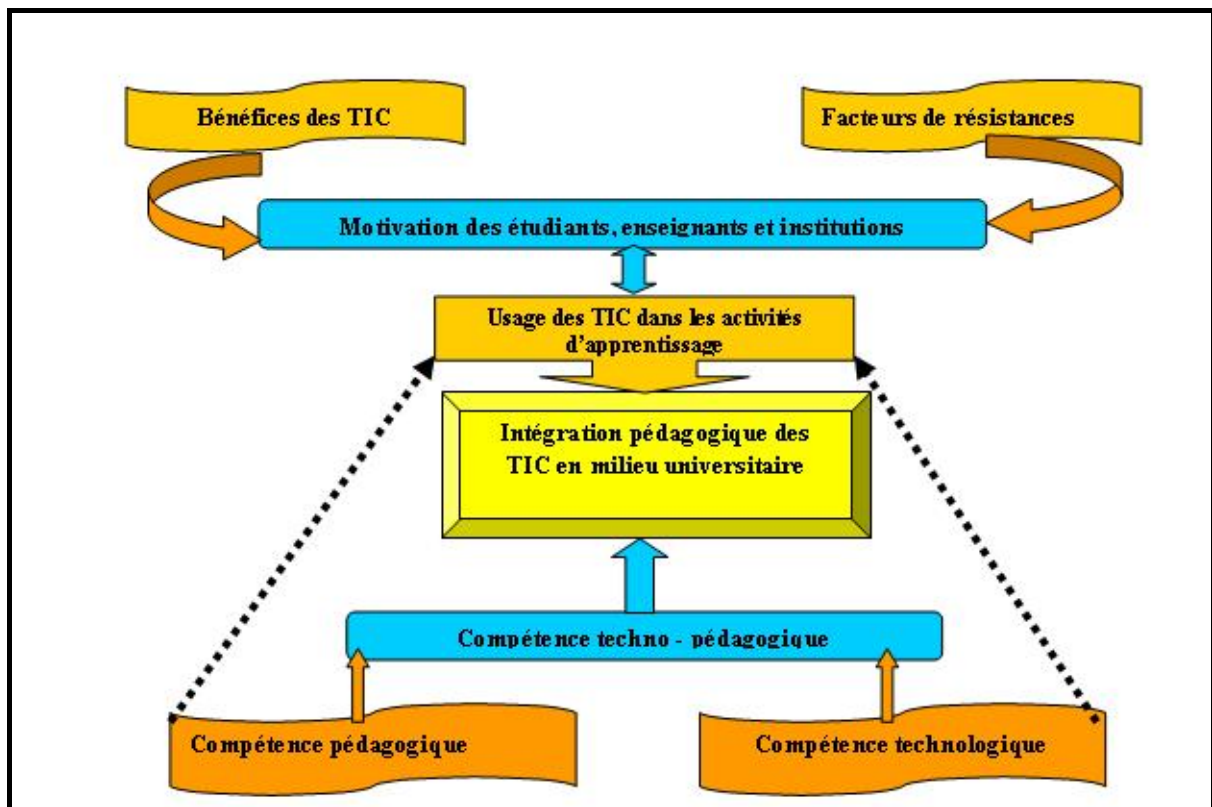 Bénéfices des TIC
Facteurs de résistances
Motivation des étudiants, enseignants et institutions
Usage des TIC dans les activités
d'apprentissage
Intégration pédagogique des
TIC en milieu universitaire
Compétence techno - pédagogique
Compétence pédagogique
Compétence technologique